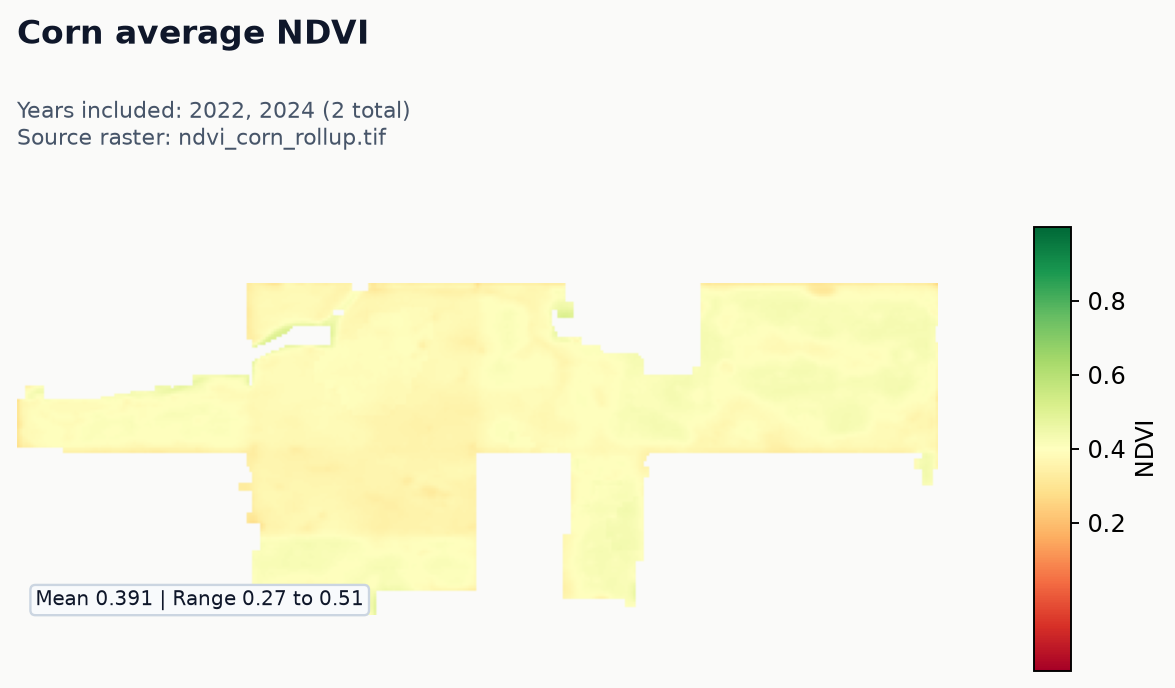 Corn average NDVI
Years included: 2022, 2024 (2 total)
Source raster: ndvi_corn_rollup.tif
0.8
0.6
0.4
0.2
NDVI
Mean 0.391 | Range 0.27 to 0.51